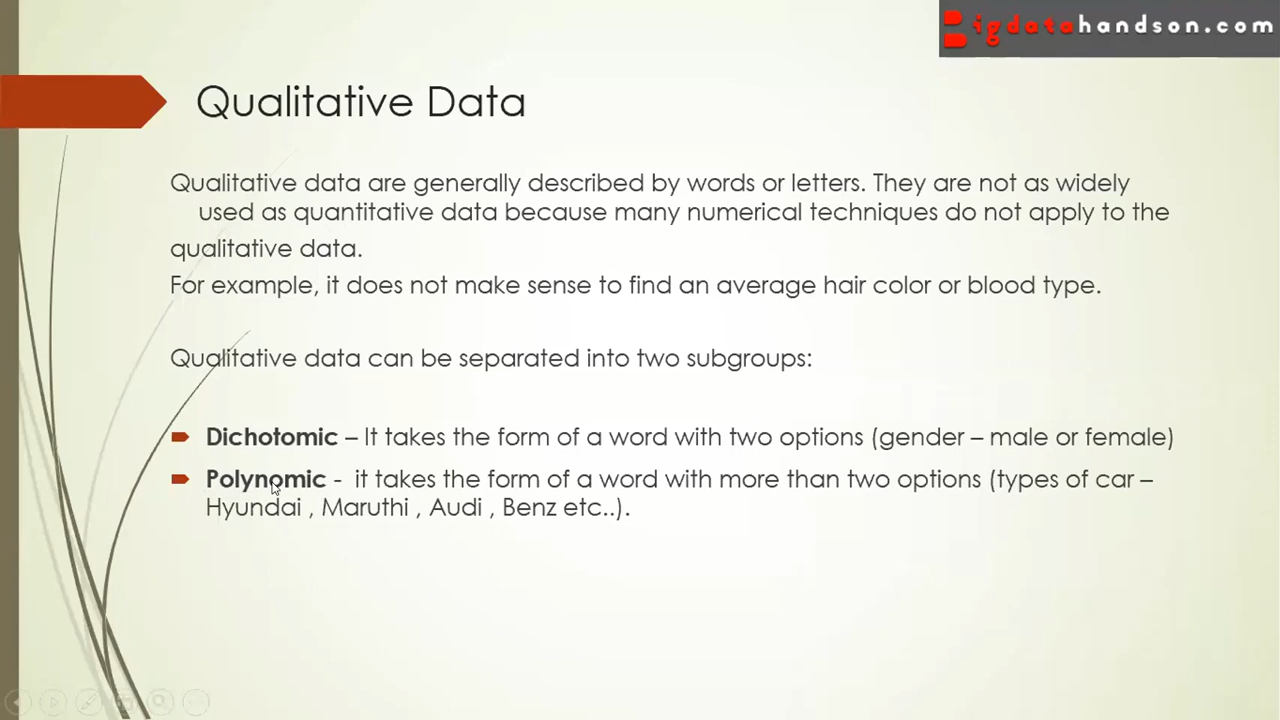 Bigdatahandson.com
Qualitative Data
Qualitative data are generally described by words or letters. They are not as widely
used as quantitative data because many numerical techniques do not apply to the
qualitative data.
For example, it does not make sense to find an average hair color or blood type.
Qualitative data can be separated into two subgroups:
Dichotomic – It takes the form of a word with two options (gender – male or female)
Polynomic - it takes the form of a word with more than two options (types of car –
Hyundai , Maruthi , Audi , Benz etc..).